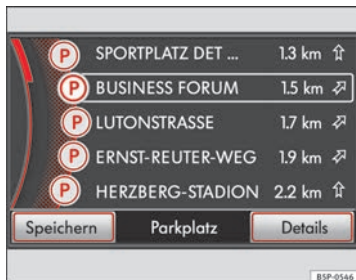 P SPORTPLATZ DET ... 1.3 km
P BUSINESS FORUM 1.5 km
P LUTONSTRASSE 1.7 km
P ERNST-REUTER-WEG 1.9 km
P HERZBERG-STADION 2.2 km
Speichern Parkplatz Details
B5P-0546